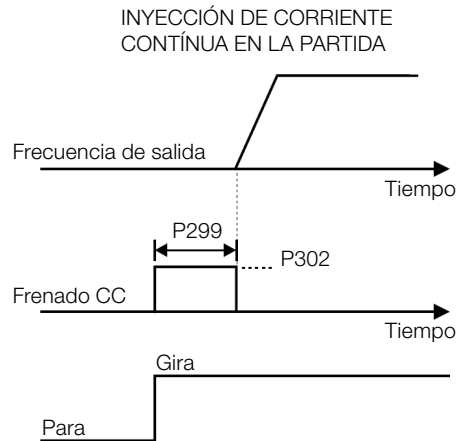 INYECCIÓN DE CORRIENTE
CONTÍNUA EN LA PARTIDA
Frecuencia de salida
Tiempo
P299
P302
Frenado CC
Tiempo
Gira
Para